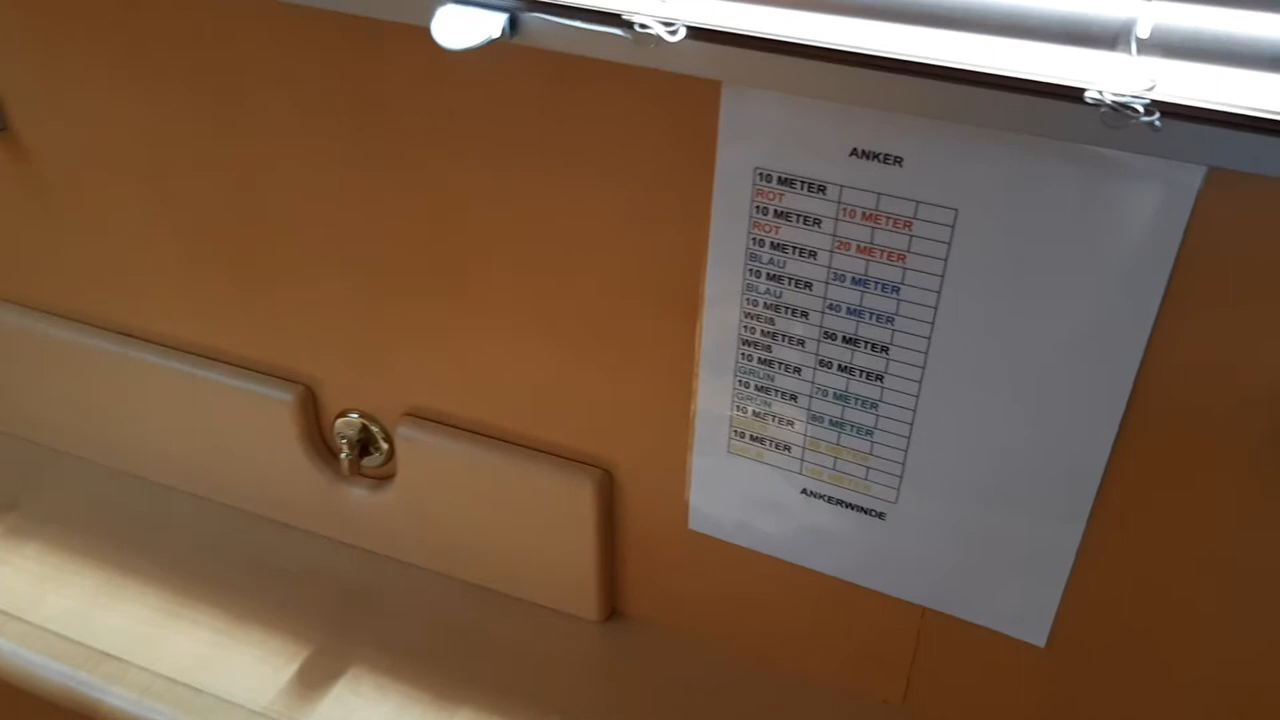 ANKER
10 METER
ROT 10 METER
10 METER
ROT 20 METER
10 METER
BLAU 30 METER
10 METER
BLAU 40 METER
10 METER
WEIß 50 METER
10 METER
WEIß 60 METER
10 METER
GRÜN 70 METER
10 METER
GRÜN 80 METER
10 METER
METER
10 METER
METER
ANKERWINDE